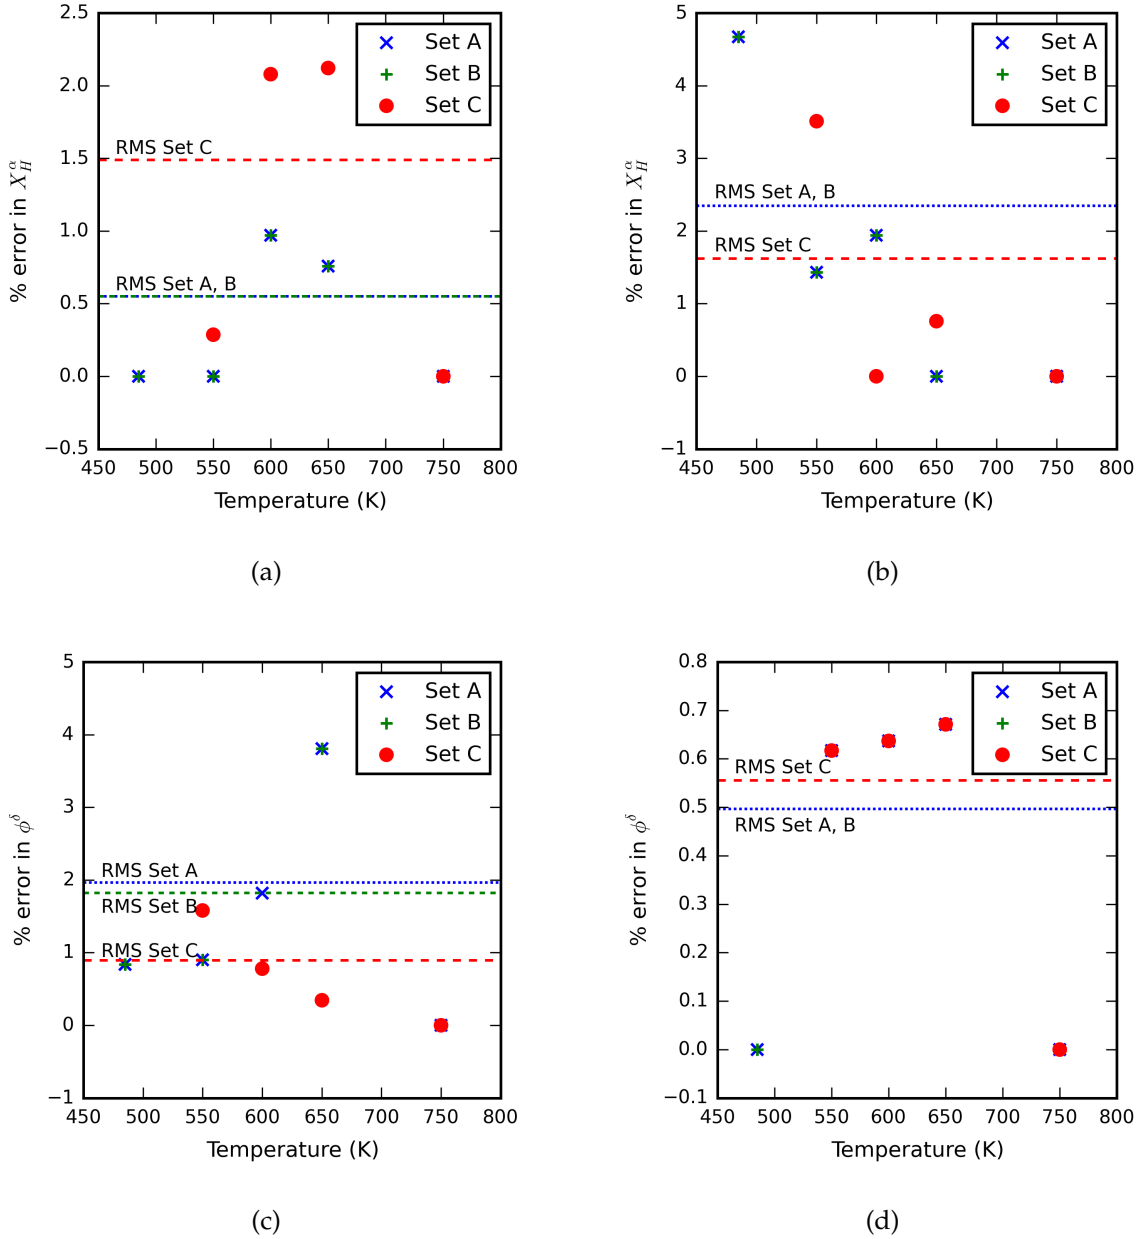 2.5
2.0
1.5
1.0
0.5
0.0
−0.5
450 500 550 600 650 700 750 800
Temperature (K)
% error in X_H^α
Set A
Set B
Set C
RMS Set C
RMS Set A, B
(a)
5
4
3
2
1
0
−1
450 500 550 600 650 700 750 800
Temperature (K)
% error in X_H^α
Set A
Set B
Set C
RMS Set A, B
RMS Set C
(b)
5
4
3
2
1
0
−1
450 500 550 600 650 700 750 800
Temperature (K)
% error in ϕ^δ
Set A
Set B
Set C
RMS Set A
RMS Set B
RMS Set C
(c)
0.8
0.7
0.6
0.5
0.4
0.3
0.2
0.1
0.0
−0.1
450 500 550 600 650 700 750 800
Temperature (K)
% error in ϕ^δ
Set A
Set B
Set C
RMS Set C
RMS Set A, B
(d)